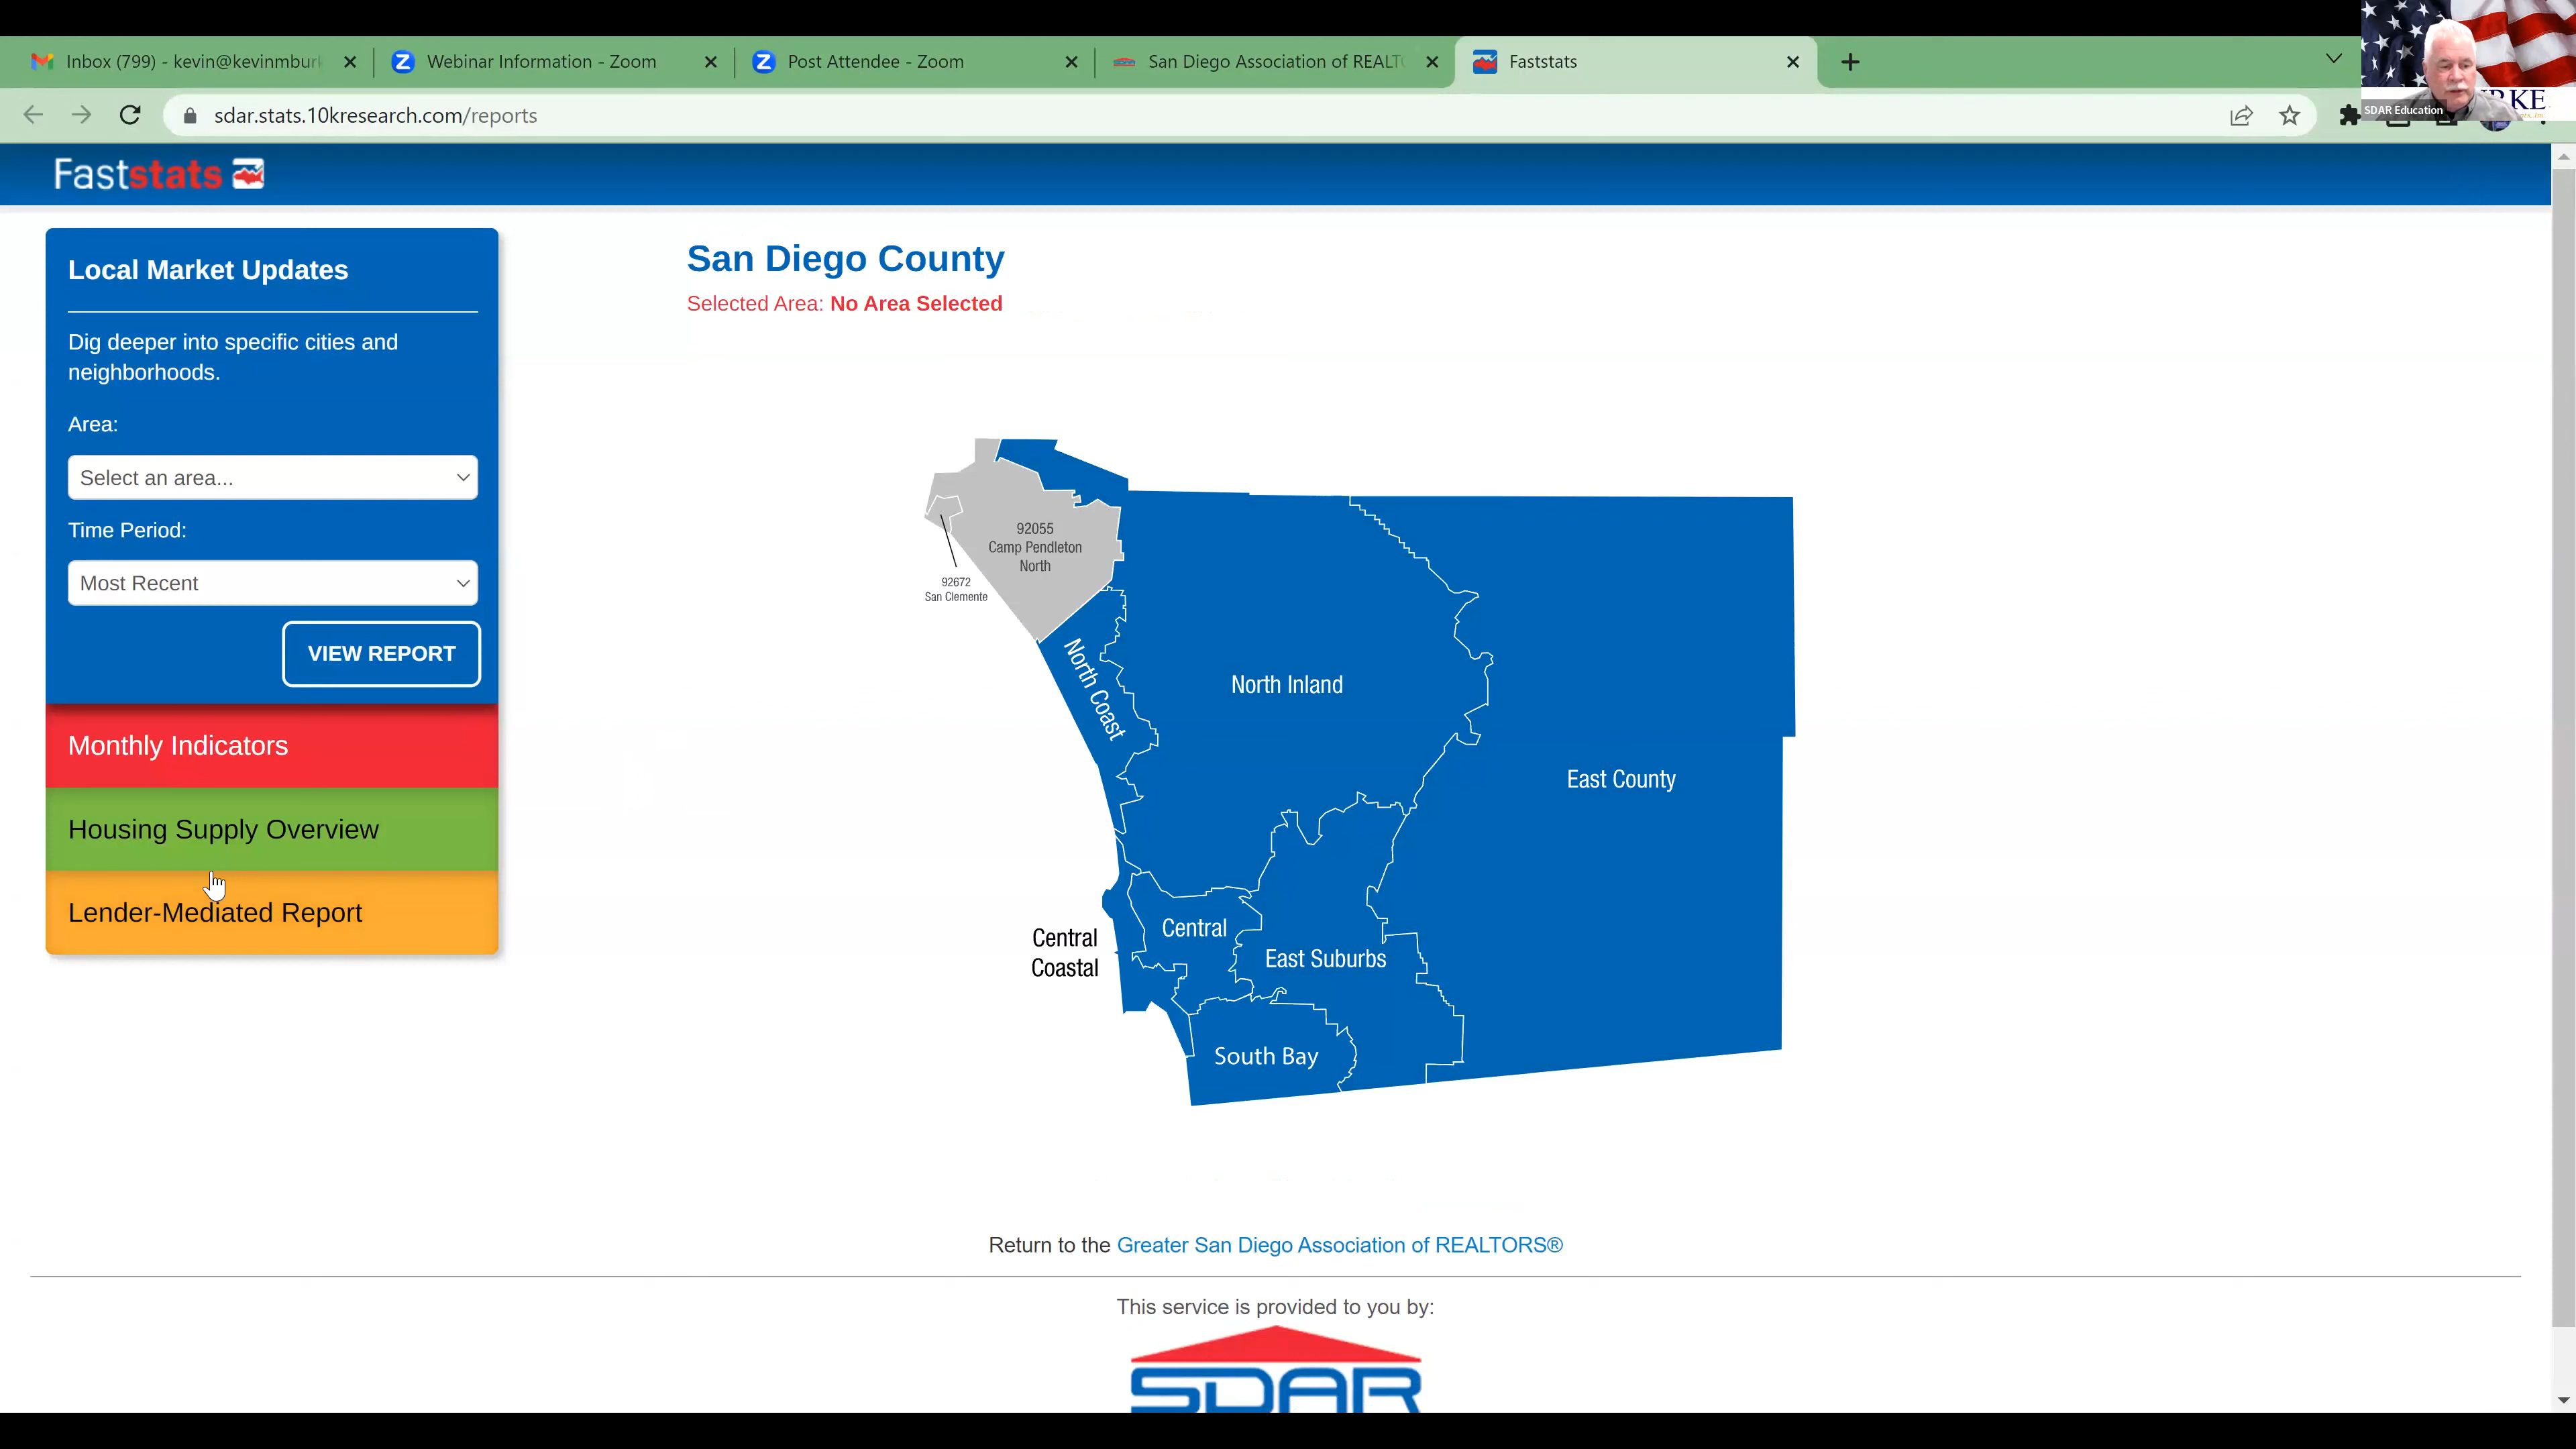 Inbox (799) - kevin@kevinmburk
Webinar Information - Zoom
Post Attendee - Zoom
San Diego Association of REALT
Faststats
sdar.stats.10kresearch.com/reports
SDAR Education
RKE
Faststats
Local Market Updates
Dig deeper into specific cities and
neighborhoods.
Area:
Select an area...
Time Period:
Most Recent
VIEW REPORT
Monthly Indicators
Housing Supply Overview
Lender-Mediated Report
San Diego County
Selected Area: No Area Selected
92055
Camp Pendleton
North
92672
San Clemente
North Coast
North Inland
East County
Central
Coastal
Central
East Suburbs
South Bay
Return to the Greater San Diego Association of REALTORS®
This service is provided to you by:
SDAR